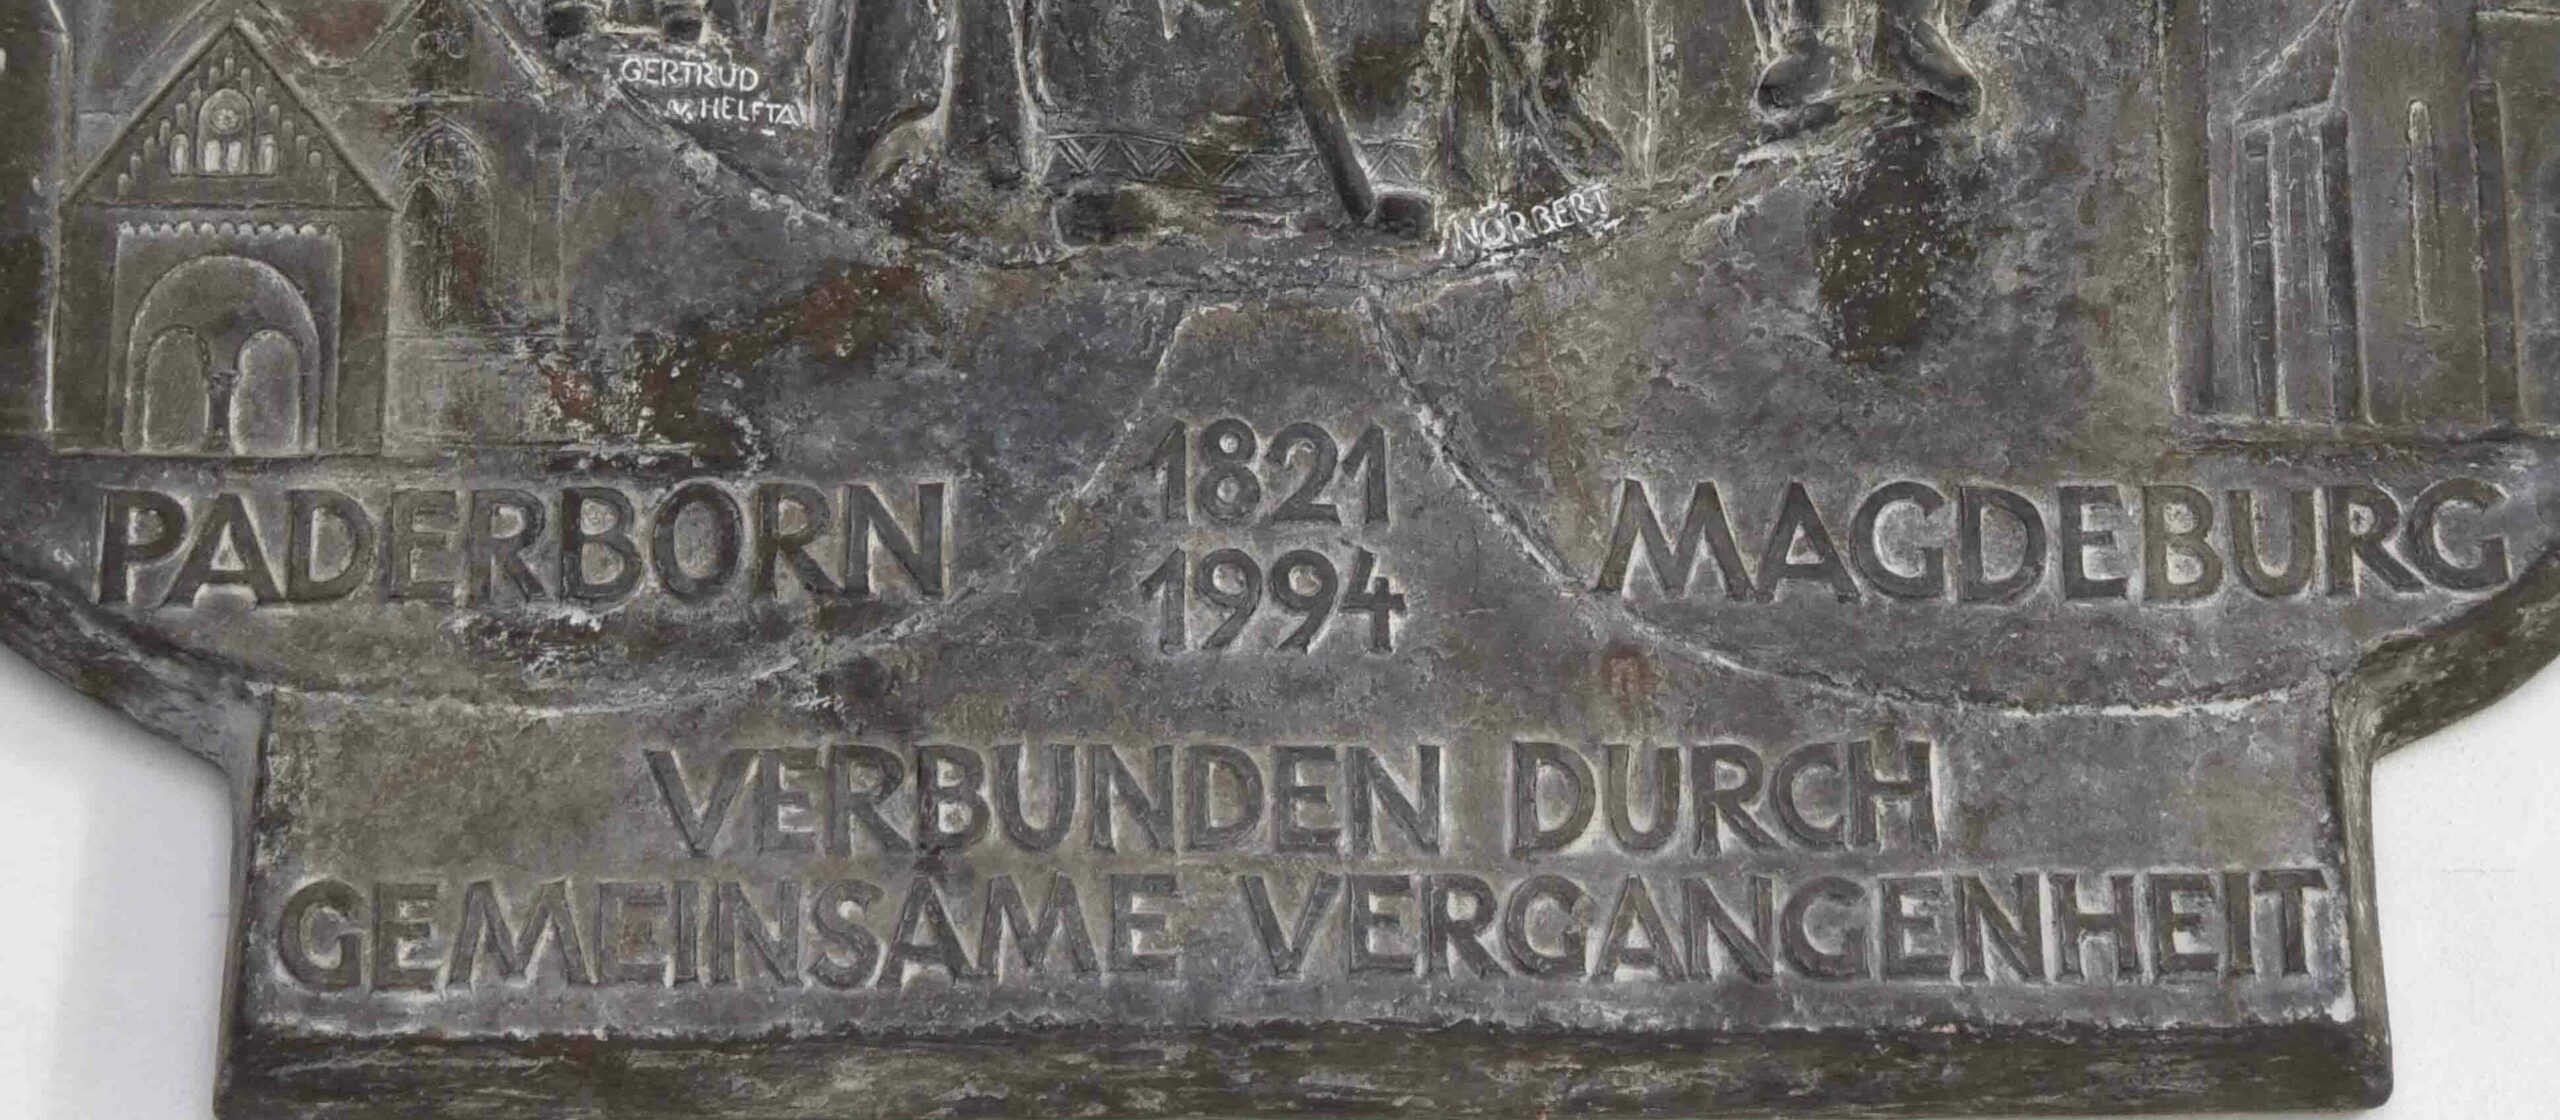 GERTRUD
v. HELFTA
NORBERT
1821
1994
PADERBORN
MAGDEBURG
VERBUNDEN DURCH
GEMEINSAME VERGANGENHEIT